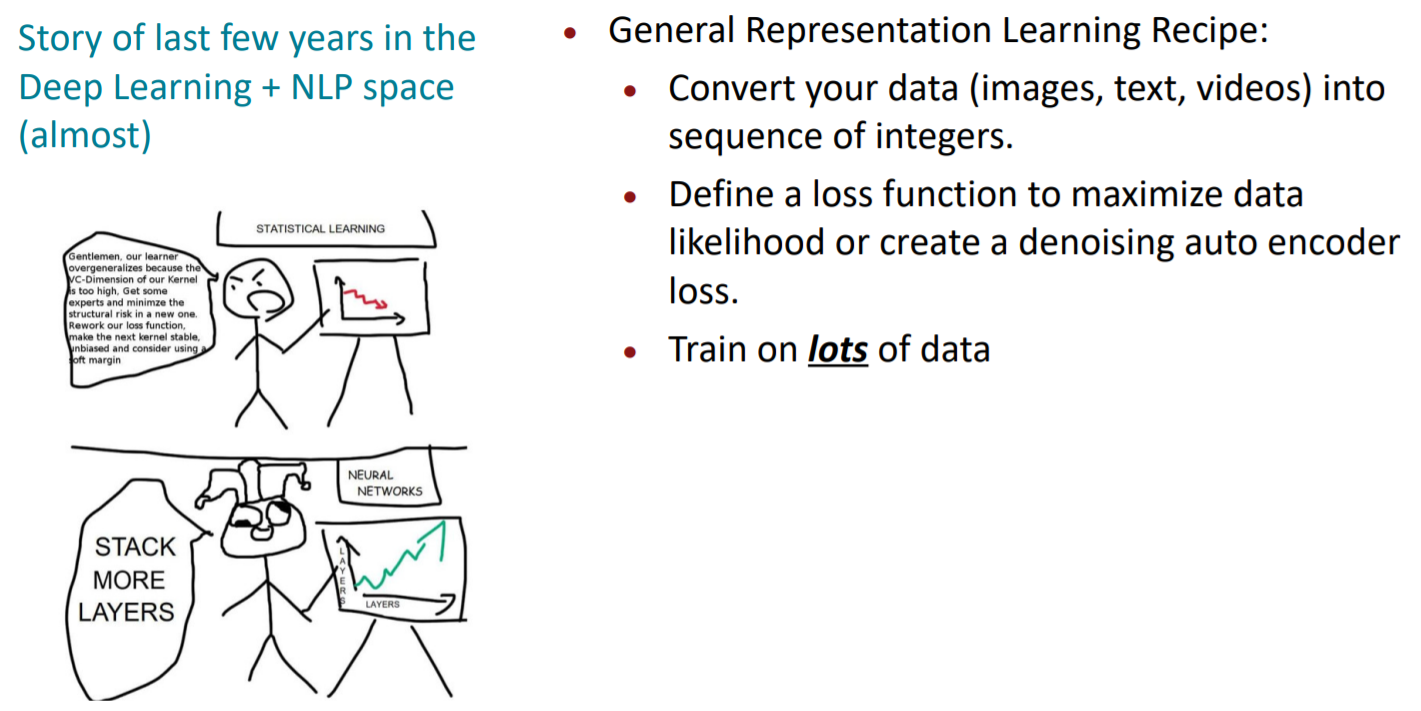 Story of last few years in the
Deep Learning + NLP space
(almost)
• General Representation Learning Recipe:
• Convert your data (images, text, videos) into
sequence of integers.
• Define a loss function to maximize data
likelihood or create a denoising auto encoder
loss.
• Train on lots of data
STATISTICAL LEARNING
Gentlemen, our learner
overgeneralizes because the
VC-Dimension of our Kernel
is too high, Get some
experts and minimze the
structural risk in a new one.
Rework our loss function,
make the next kernel stable,
unbiased and consider using a
soft margin
NEURAL
NETWORKS
STACK
MORE
LAYERS
LAYERS
LAYERS